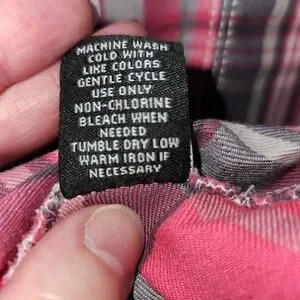 MACHINE WASH
COLD WITH
LIKE COLORS
GENTLE CYCLE
USE ONLY
NON-CHLORINE
BLEACH WHEN
NEEDED
TUMBLE DRY LOW
WARM IRON IF
NECESSARY